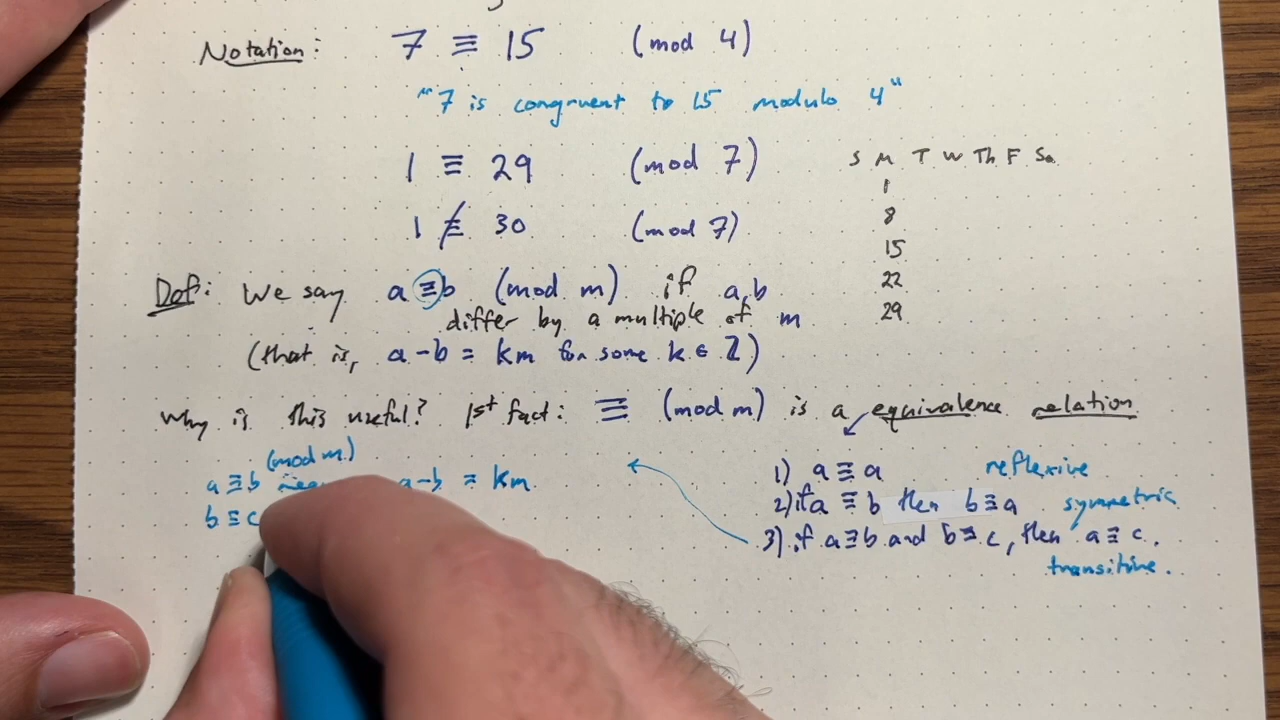 Notation: 7 ≡ 15 (mod 4)
"7 is congruent to 15 modulo 4"
1 ≡ 29 (mod 7)
1 ≢ 30 (mod 7)
S M T W Th F Sa
1
8
15
22
29
Def: We say a ≡ b (mod m) if a,b
differ by a multiple of m
(that is, a-b = km for some k ∈ ℤ)
Why is this useful? 1st fact: ≡ (mod m) is a equivalence relation
(mod m)
a ≡ b a-b = km
b ≡ c
1) a ≡ a reflexive
2) if a ≡ b then b ≡ a symmetric
3) if a ≡ b and b ≡ c, then a ≡ c.
transitive.